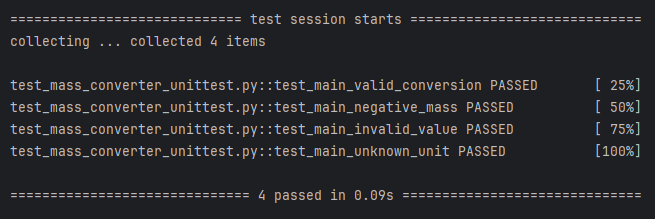 ============================= test session starts =============================
collecting ... collected 4 items
test_mass_converter_unittest.py::test_main_valid_conversion PASSED       [ 25%]
test_mass_converter_unittest.py::test_main_negative_mass PASSED          [ 50%]
test_mass_converter_unittest.py::test_main_invalid_value PASSED          [ 75%]
test_mass_converter_unittest.py::test_main_unknown_unit PASSED           [100%]
============================== 4 passed in 0.09s ==============================